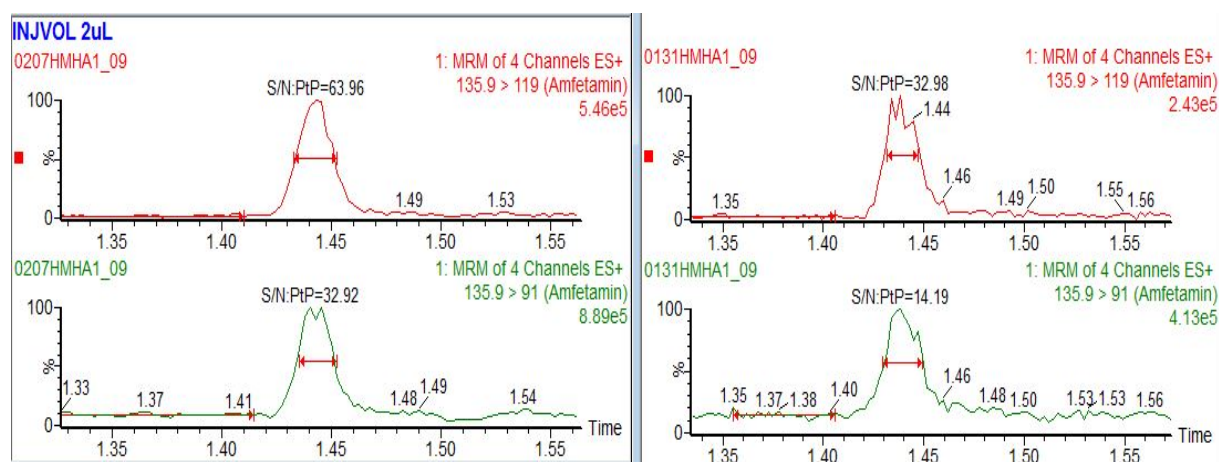 INJVOL 2uL
0207HMHA1_09
1: MRM of 4 Channels ES+
135.9 > 119 (Amfetamin)
5.46e5
S/N:PtP=63.96
100
%
0
1.49
1.53
1.35
1.40
1.45
1.50
1.55
0207HMHA1_09
1: MRM of 4 Channels ES+
135.9 > 91 (Amfetamin)
8.89e5
S/N:PtP=32.92
100
%
0
1.33
1.37
1.41
1.48
1.49
1.54
Time
1.35
1.40
1.45
1.50
1.55
0131HMHA1_09
1: MRM of 4 Channels ES+
135.9 > 119 (Amfetamin)
2.43e5
S/N:PtP=32.98
100
%
0
1.35
1.44
1.46
1.49
1.50
1.55
1.56
1.35
1.40
1.45
1.50
1.55
0131HMHA1_09
1: MRM of 4 Channels ES+
135.9 > 91 (Amfetamin)
4.13e5
S/N:PtP=14.19
100
%
0
1.35
1.37
1.38
1.40
1.46
1.48
1.50
1.53
1.53
1.56
Time
1.35
1.40
1.45
1.50
1.55